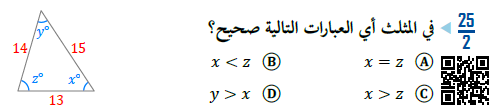 25/2 ◀ في المثلث أي العبارات التالية صحيح؟
Ⓐ x = z Ⓑ x < z
Ⓒ x > z Ⓓ y > x
y°
14 15
z° x°
13